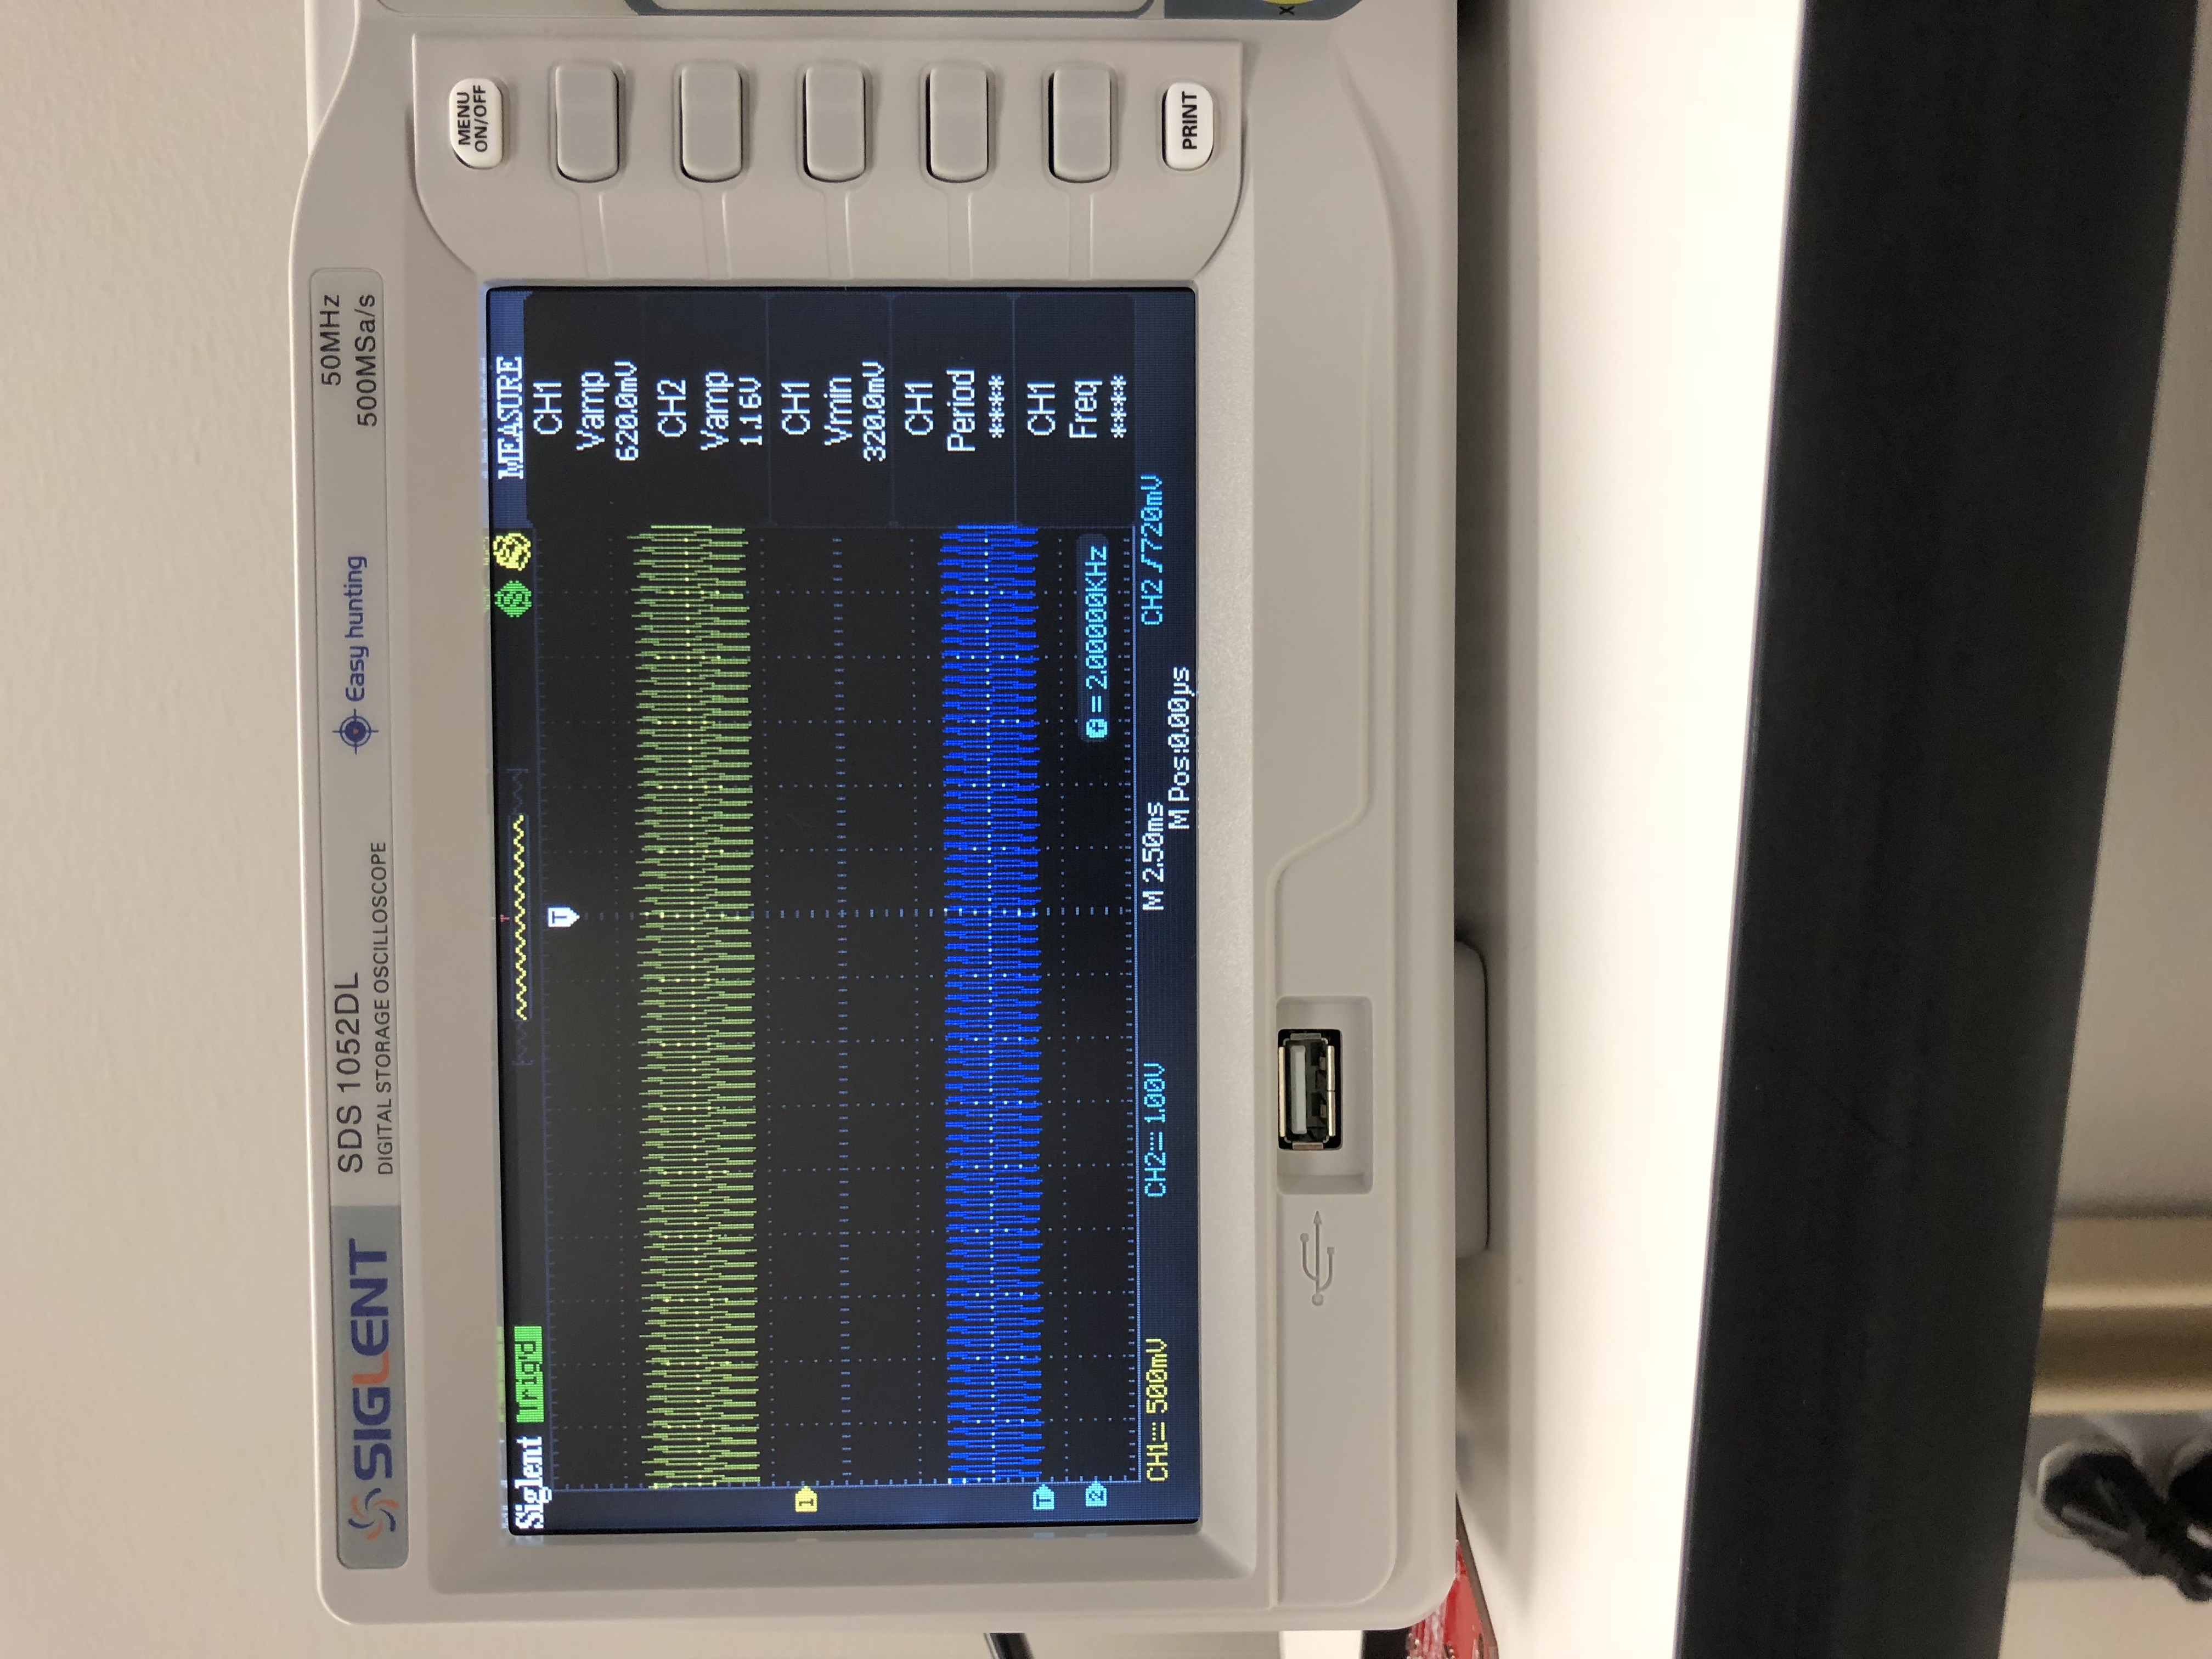 SIGLENT
SDS 1052DL
DIGITAL STORAGE OSCILLOSCOPE
Easy hunting
50MHz
500MSa/s
MENU
ON/OFF
Siglent Trig'd
T
MEASURE
CH1
Vamp
620.0mV
CH2
Vamp
1.16V
CH1
Vmin
320.0mV
CH1
Period
****
CH1
Freq
****
1
T
2
f = 2.00000KHz
CH1 500mV CH2 1.00V M 2.50ms CH2 720mV
M Pos:0.00µs
PRINT
X